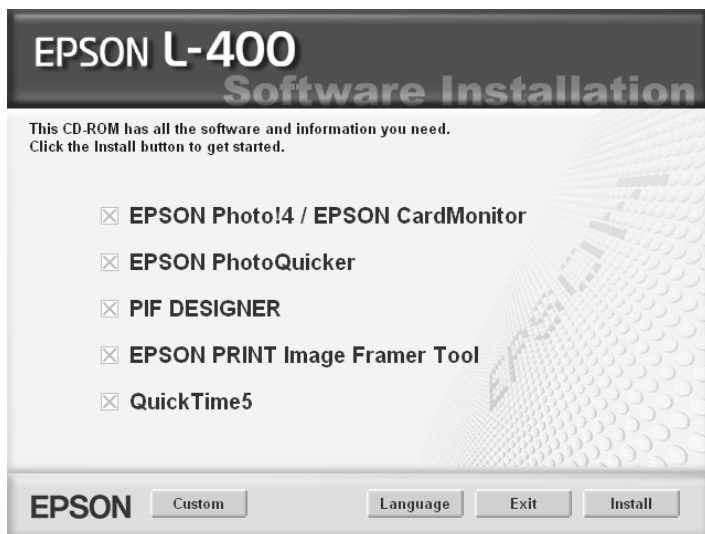 EPSON L-400
Software Installation
This CD-ROM has all the software and information you need.
Click the Install button to get started.
EPSON Photo!4 / EPSON CardMonitor
EPSON PhotoQuicker
PIF DESIGNER
EPSON PRINT Image Framer Tool
QuickTime5
EPSON
EPSON Custom Language Exit Install